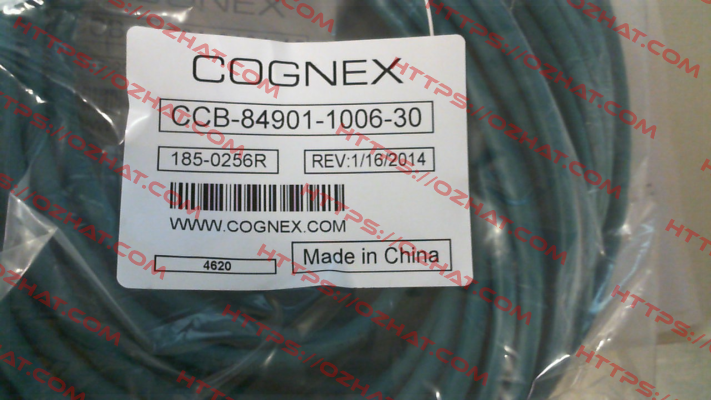 COGNEX
COGNEX
CCB-84901-1006-30
185-0256R
REV:1/16/2014
WWW.COGNEX.COM
4620
Made in China
HTTPS://OZHAT.COM